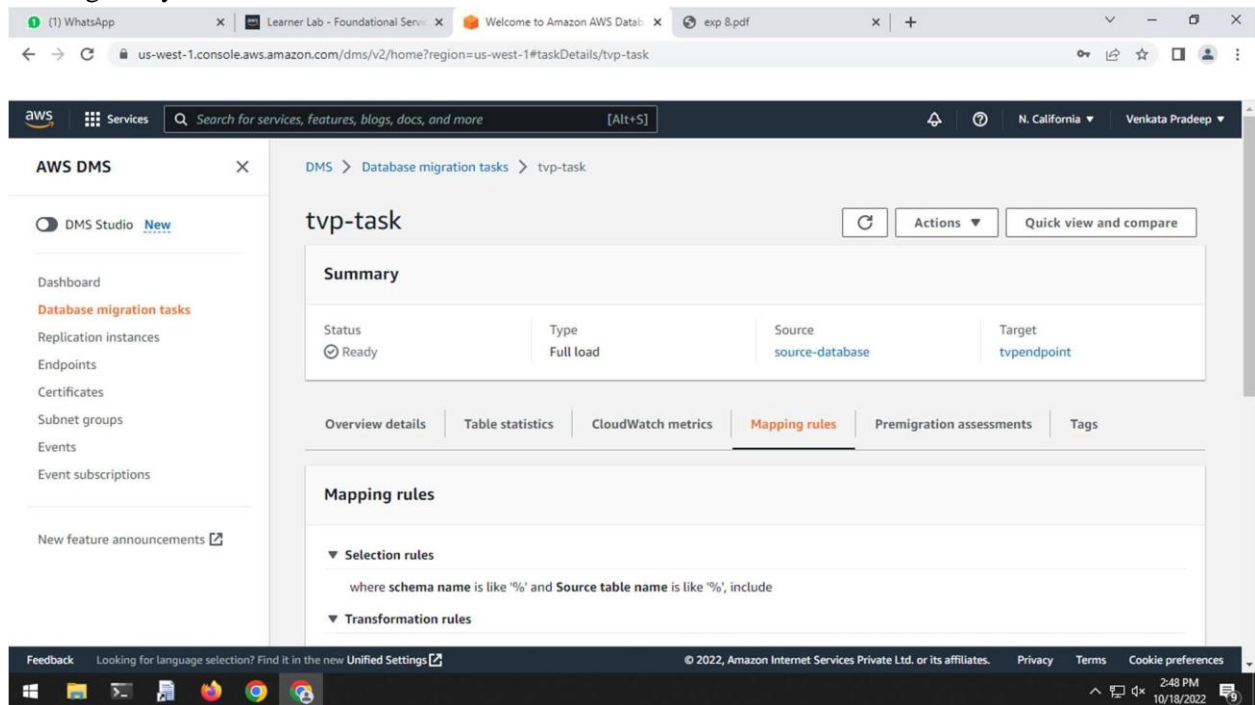 (1) WhatsApp
Learner Lab - Foundational Servic
Welcome to Amazon AWS Datab
exp 8.pdf
us-west-1.console.aws.amazon.com/dms/v2/home?region=us-west-1#taskDetails/tvp-task
aws Services Search for services, features, blogs, docs, and more [Alt+S] N. California Venkata Pradeep
AWS DMS
DMS Studio New
Dashboard
Database migration tasks
Replication instances
Endpoints
Certificates
Subnet groups
Events
Event subscriptions
New feature announcements
DMS > Database migration tasks > tvp-task
tvp-task
Actions
Quick view and compare
Summary
Status
Ready
Type
Full load
Source
source-database
Target
tvpendpoint
Overview details Table statistics CloudWatch metrics Mapping rules Premigration assessments Tags
Mapping rules
Selection rules
where schema name is like '%' and Source table name is like '%', include
Transformation rules
Feedback Looking for language selection? Find it in the new Unified Settings © 2022, Amazon Internet Services Private Ltd. or its affiliates. Privacy Terms Cookie preferences
2:48 PM
10/18/2022